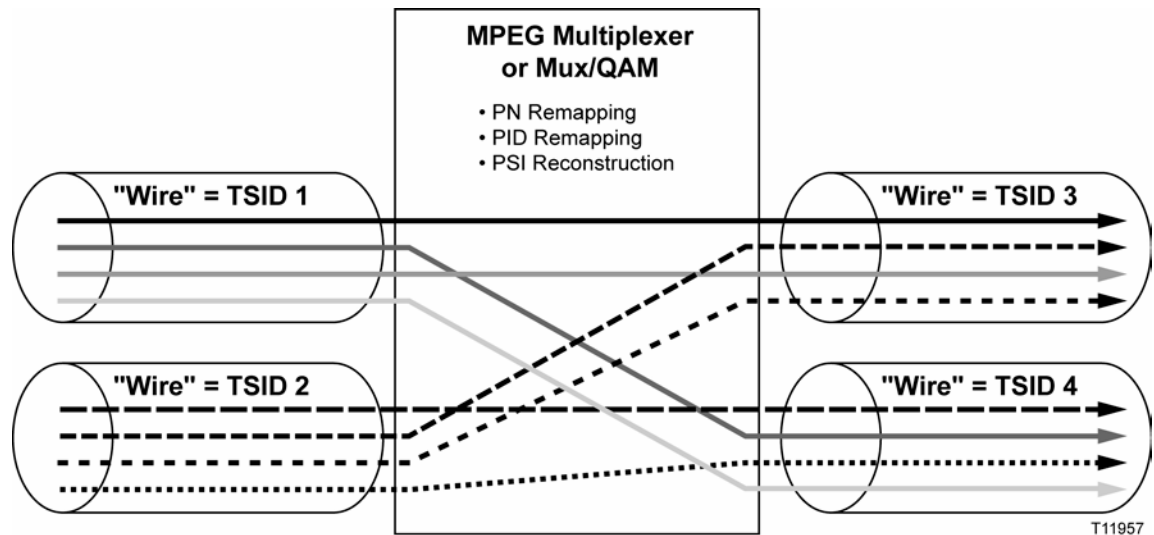 MPEG Multiplexer
or Mux/QAM
• PN Remapping
• PID Remapping
• PSI Reconstruction
"Wire" = TSID 1
"Wire" = TSID 3
"Wire" = TSID 2
"Wire" = TSID 4
T11957